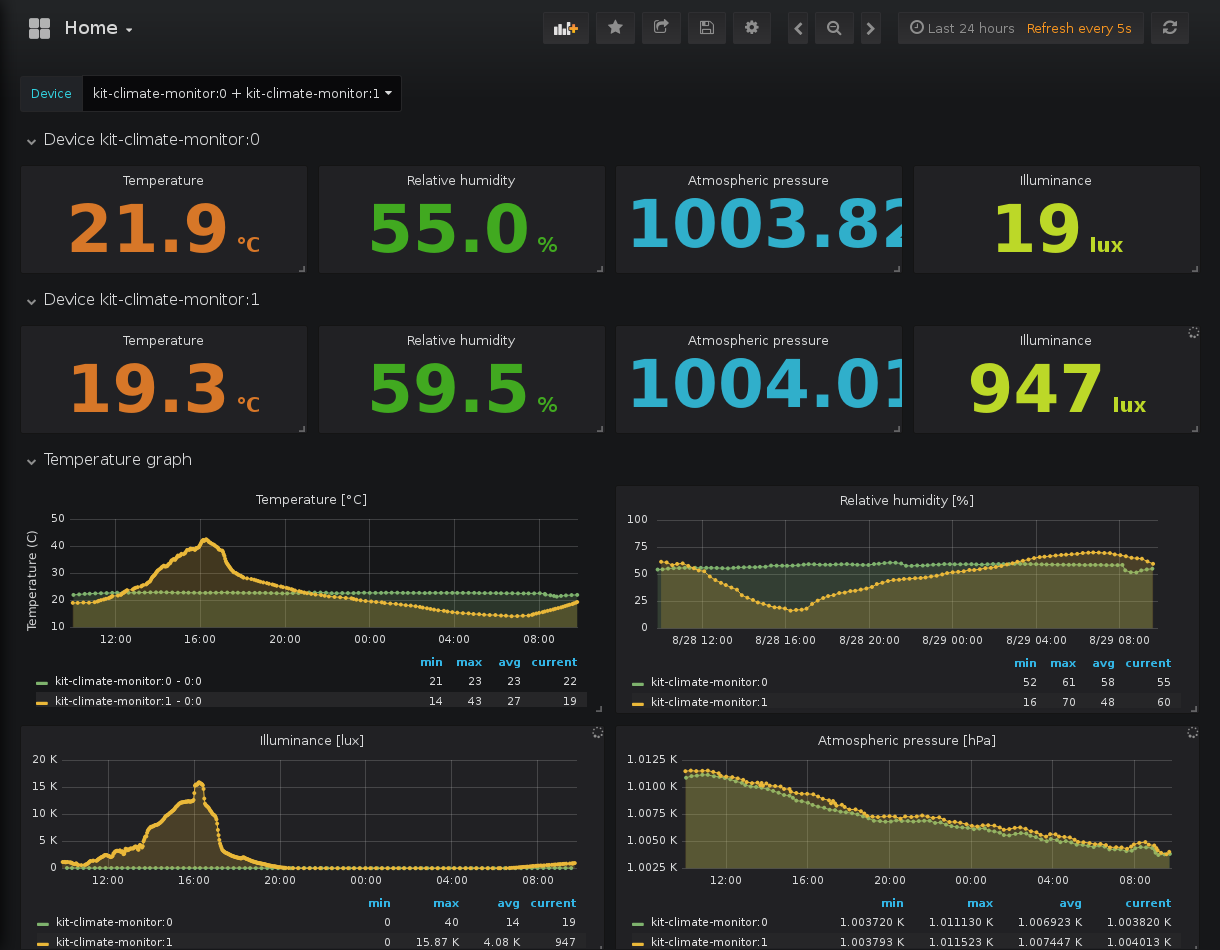 Home
Last 24 hours Refresh every 5s
Device kit-climate-monitor:0 + kit-climate-monitor:1
Device kit-climate-monitor:0
Temperature Relative humidity Atmospheric pressure Illuminance
21.9 °C 55.0 % 1003.82 19 lux
Device kit-climate-monitor:1
Temperature Relative humidity Atmospheric pressure Illuminance
19.3 °C 59.5 % 1004.01 947 lux
Temperature graph
Temperature [°C]
Temperature (C)
50
40
30
20
10
12:00 16:00 20:00 00:00 04:00 08:00
min max avg current
kit-climate-monitor:0 - 0:0 21 23 23 22
kit-climate-monitor:1 - 0:0 14 43 27 19
Relative humidity [%]
100
75
50
25
0
8/28 12:00 8/28 16:00 8/28 20:00 8/29 00:00 8/29 04:00 8/29 08:00
min max avg current
kit-climate-monitor:0 52 61 58 55
kit-climate-monitor:1 16 70 48 60
Illuminance [lux]
20 K
15 K
10 K
5 K
0
12:00 16:00 20:00 00:00 04:00 08:00
min max avg current
kit-climate-monitor:0 0 40 14 19
kit-climate-monitor:1 0 15.87 K 4.08 K 947
Atmospheric pressure [hPa]
1.0125 K
1.0100 K
1.0075 K
1.0050 K
1.0025 K
12:00 16:00 20:00 00:00 04:00 08:00
min max avg current
kit-climate-monitor:0 1.003720 K 1.011130 K 1.006923 K 1.003820 K
kit-climate-monitor:1 1.003793 K 1.011523 K 1.007447 K 1.004013 K